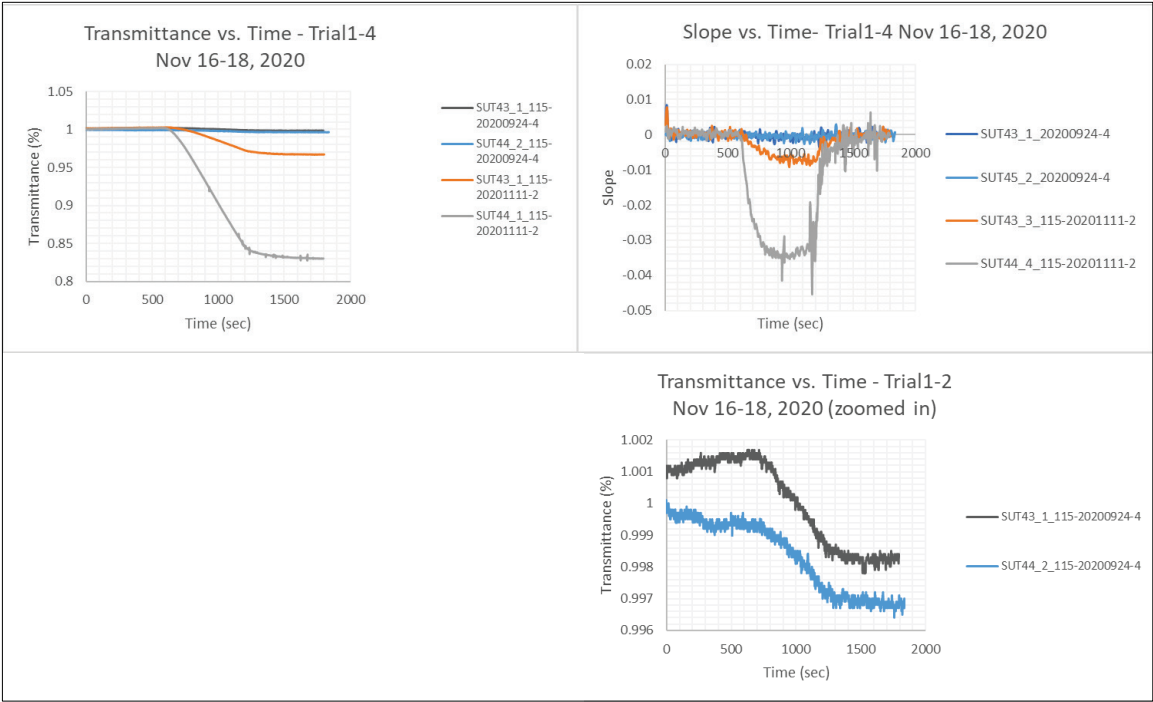 Transmittance vs. Time - Trial1-4
Nov 16-18, 2020
1.05
1
0.95
0.9
0.85
0.8
Transmittance (%)
0
500
1000
1500
2000
Time (sec)
SUT43_1_115-
20200924-4
SUT44_2_115-
20200924-4
SUT43_1_115-
20201111-2
SUT44_1_115-
20201111-2
Slope vs. Time- Trial1-4 Nov 16-18, 2020
0.02
0.01
0
-0.01
-0.02
-0.03
-0.04
-0.05
Slope
0
500
1000
1500
2000
Time (sec)
SUT43_1_20200924-4
SUT45_2_20200924-4
SUT43_3_115-20201111-2
SUT44_4_115-20201111-2
Transmittance vs. Time - Trial1-2
Nov 16-18, 2020 (zoomed in)
1.002
1.001
1
0.999
0.998
0.997
0.996
Transmittance (%)
0
500
1000
1500
2000
Time (sec)
SUT43_1_115-20200924-4
SUT44_2_115-20200924-4